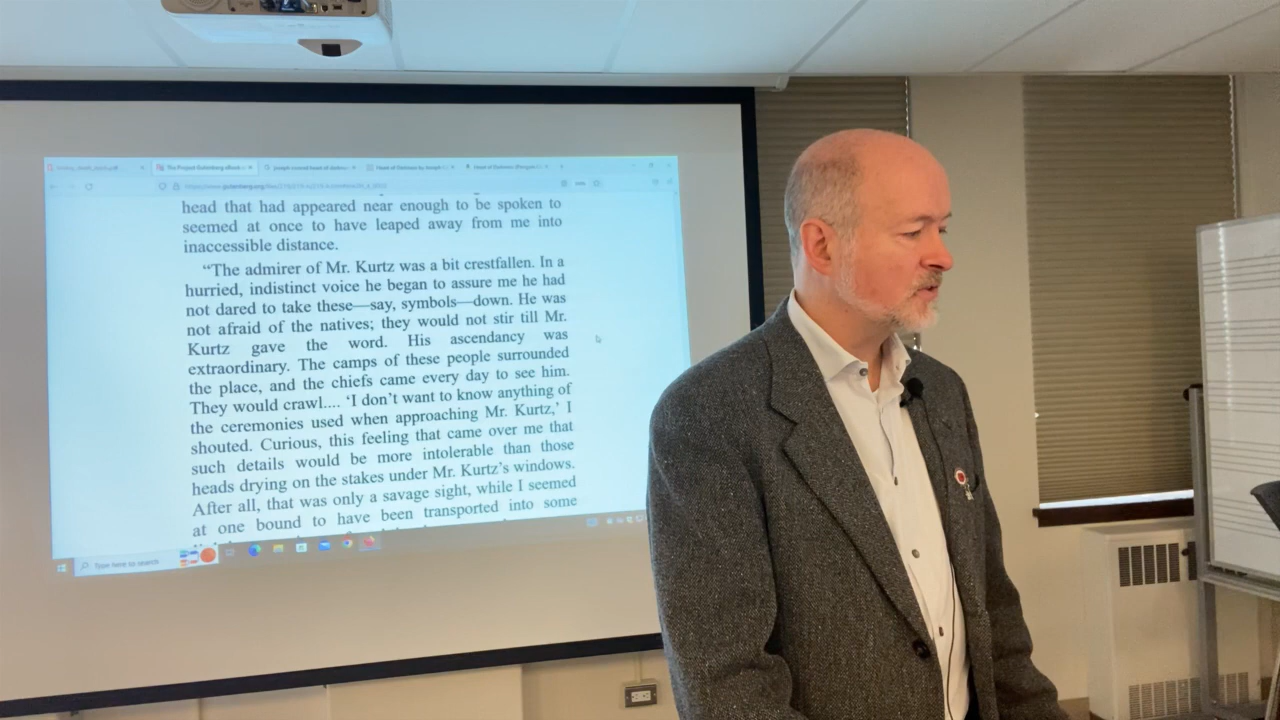 The Project Gutenberg eBook
head that had appeared near enough to be spoken to
seemed at once to have leaped away from me into
inaccessible distance.
“The admirer of Mr. Kurtz was a bit crestfallen. In a
hurried, indistinct voice he began to assure me he had
not dared to take these—say, symbols—down. He was
not afraid of the natives; they would not stir till Mr.
Kurtz gave the word. His ascendancy was
extraordinary. The camps of these people surrounded
the place, and the chiefs came every day to see him.
They would crawl.... ‘I don’t want to know anything of
the ceremonies used when approaching Mr. Kurtz,’ I
shouted. Curious, this feeling that came over me that
such details would be more intolerable than those
heads drying on the stakes under Mr. Kurtz’s windows.
After all, that was only a savage sight, while I seemed
at one bound to have been transported into some
Type here to search